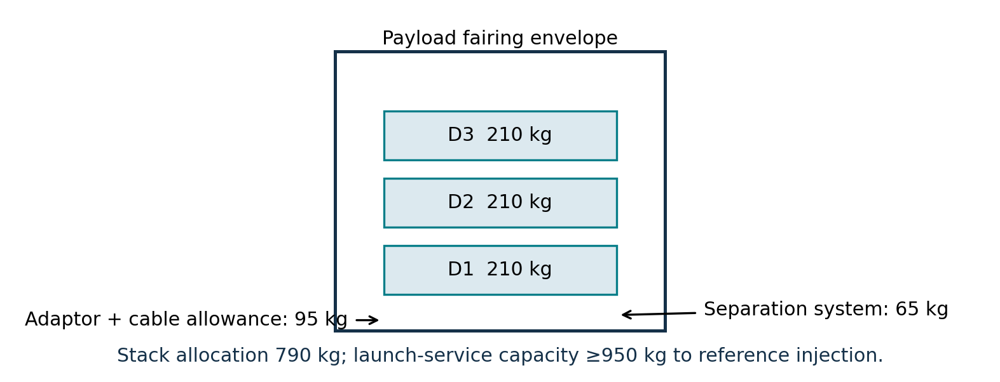 Payload fairing envelope
D3  210 kg
D2  210 kg
D1  210 kg
Adaptor + cable allowance: 95 kg
Separation system: 65 kg
Stack allocation 790 kg; launch-service capacity ≥950 kg to reference injection.